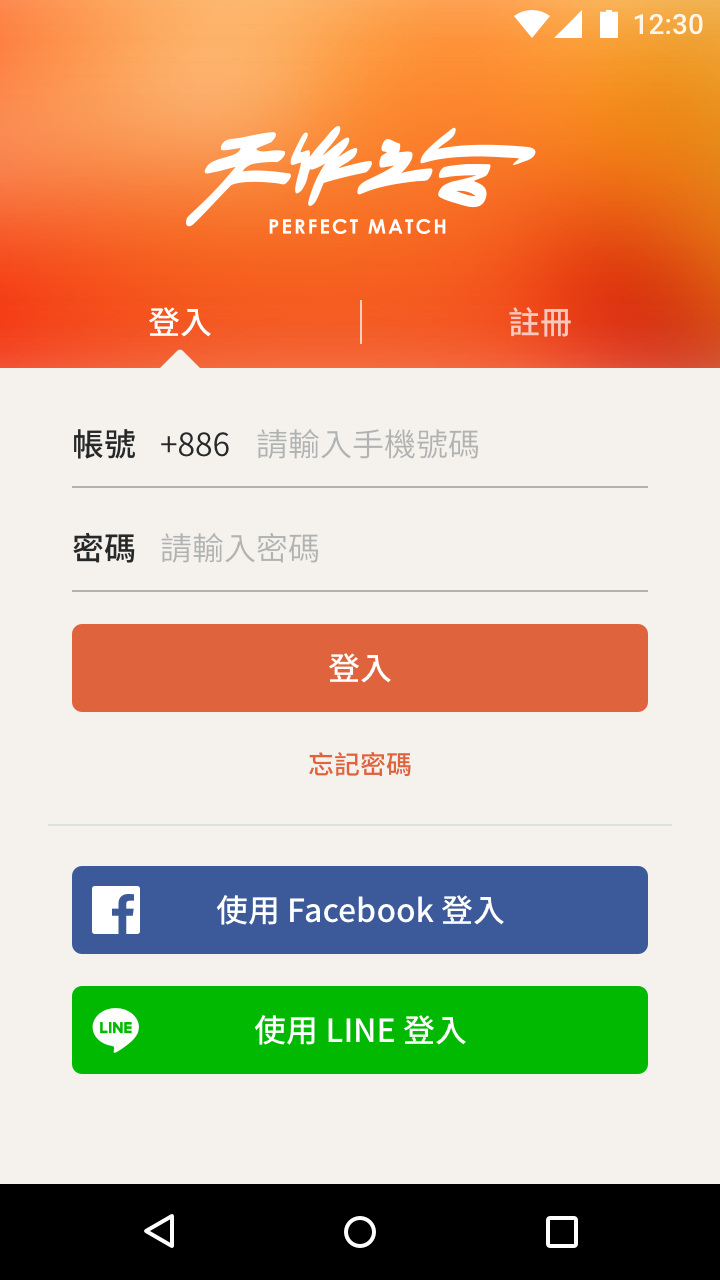 12:30
天作之合
PERFECT MATCH
登入
註冊
帳號 +886 請輸入手機號碼
密碼 請輸入密碼
登入
忘記密碼
使用 Facebook 登入
LINE 使用 LINE 登入